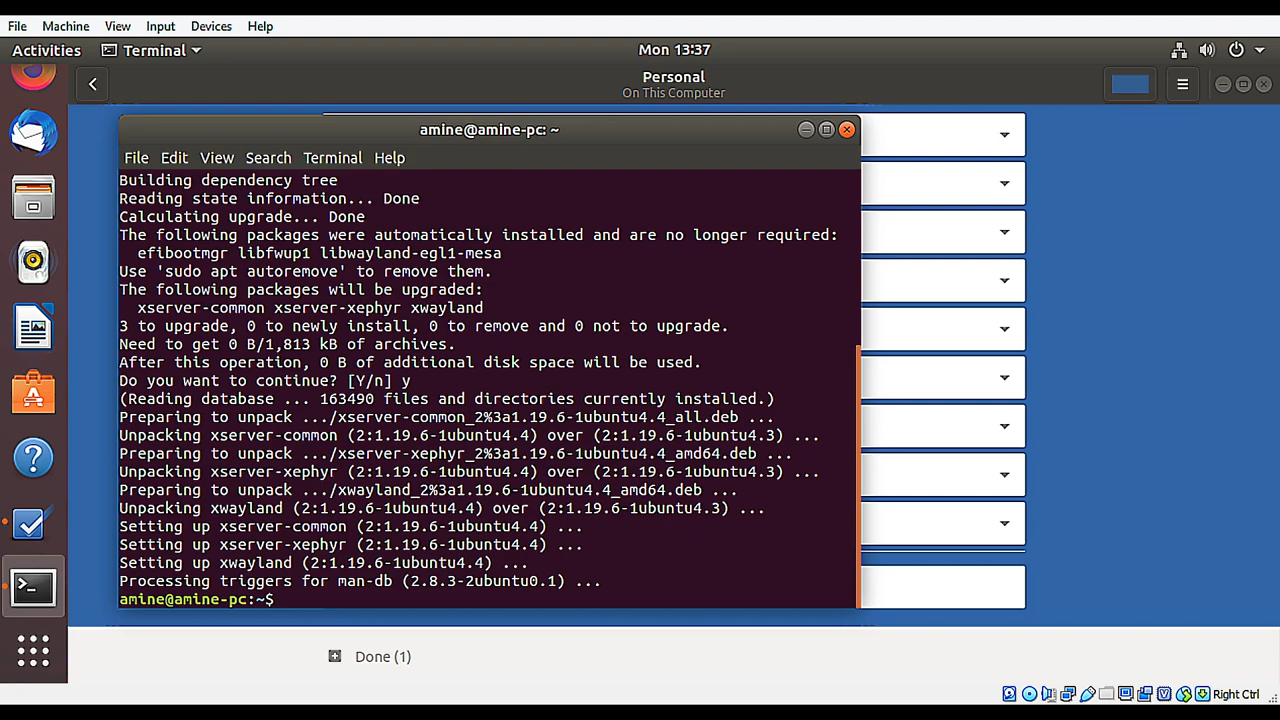 File Machine View Input Devices Help
Activities Terminal Mon 13:37
Personal
On This Computer
amine@amine-pc: ~
File Edit View Search Terminal Help
Building dependency tree
Reading state information... Done
Calculating upgrade... Done
The following packages were automatically installed and are no longer required:
  efibootmgr libfwup1 libwayland-egl1-mesa
Use 'sudo apt autoremove' to remove them.
The following packages will be upgraded:
  xserver-common xserver-xephyr xwayland
3 to upgrade, 0 to newly install, 0 to remove and 0 not to upgrade.
Need to get 0 B/1,813 kB of archives.
After this operation, 0 B of additional disk space will be used.
Do you want to continue? [Y/n] y
(Reading database ... 163490 files and directories currently installed.)
Preparing to unpack .../xserver-common_2%3a1.19.6-1ubuntu4.4_all.deb ...
Unpacking xserver-common (2:1.19.6-1ubuntu4.4) over (2:1.19.6-1ubuntu4.3) ...
Preparing to unpack .../xserver-xephyr_2%3a1.19.6-1ubuntu4.4_amd64.deb ...
Unpacking xserver-xephyr (2:1.19.6-1ubuntu4.4) over (2:1.19.6-1ubuntu4.3) ...
Preparing to unpack .../xwayland_2%3a1.19.6-1ubuntu4.4_amd64.deb ...
Unpacking xwayland (2:1.19.6-1ubuntu4.4) over (2:1.19.6-1ubuntu4.3) ...
Setting up xserver-common (2:1.19.6-1ubuntu4.4) ...
Setting up xserver-xephyr (2:1.19.6-1ubuntu4.4) ...
Setting up xwayland (2:1.19.6-1ubuntu4.4) ...
Processing triggers for man-db (2.8.3-2ubuntu0.1) ...
amine@amine-pc:~$
Done (1)
Right Ctrl